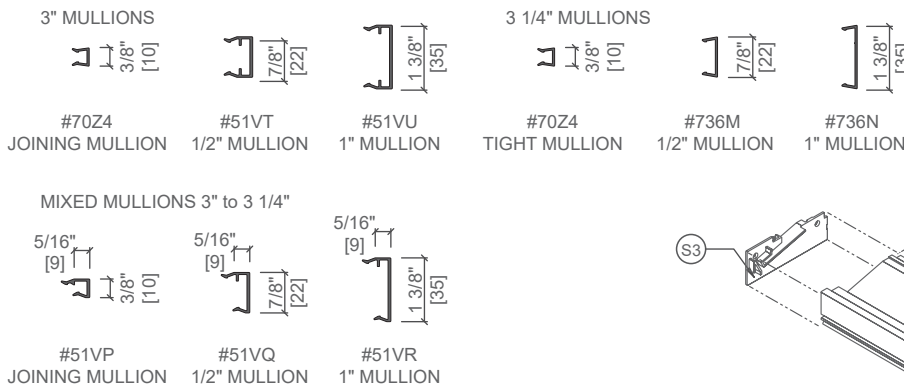 3" MULLIONS
3/8"
[10]
7/8"
[22]
1 3/8"
[35]
#70Z4
JOINING MULLION
#51VT
1/2" MULLION
#51VU
1" MULLION
3 1/4" MULLIONS
3/8"
[10]
7/8"
[22]
1 3/8"
[35]
#70Z4
TIGHT MULLION
#736M
1/2" MULLION
#736N
1" MULLION
MIXED MULLIONS 3" to 3 1/4"
5/16"
[9]
3/8"
[10]
5/16"
[9]
7/8"
[22]
5/16"
[9]
1 3/8"
[35]
#51VP
JOINING MULLION
#51VQ
1/2" MULLION
#51VR
1" MULLION
S3